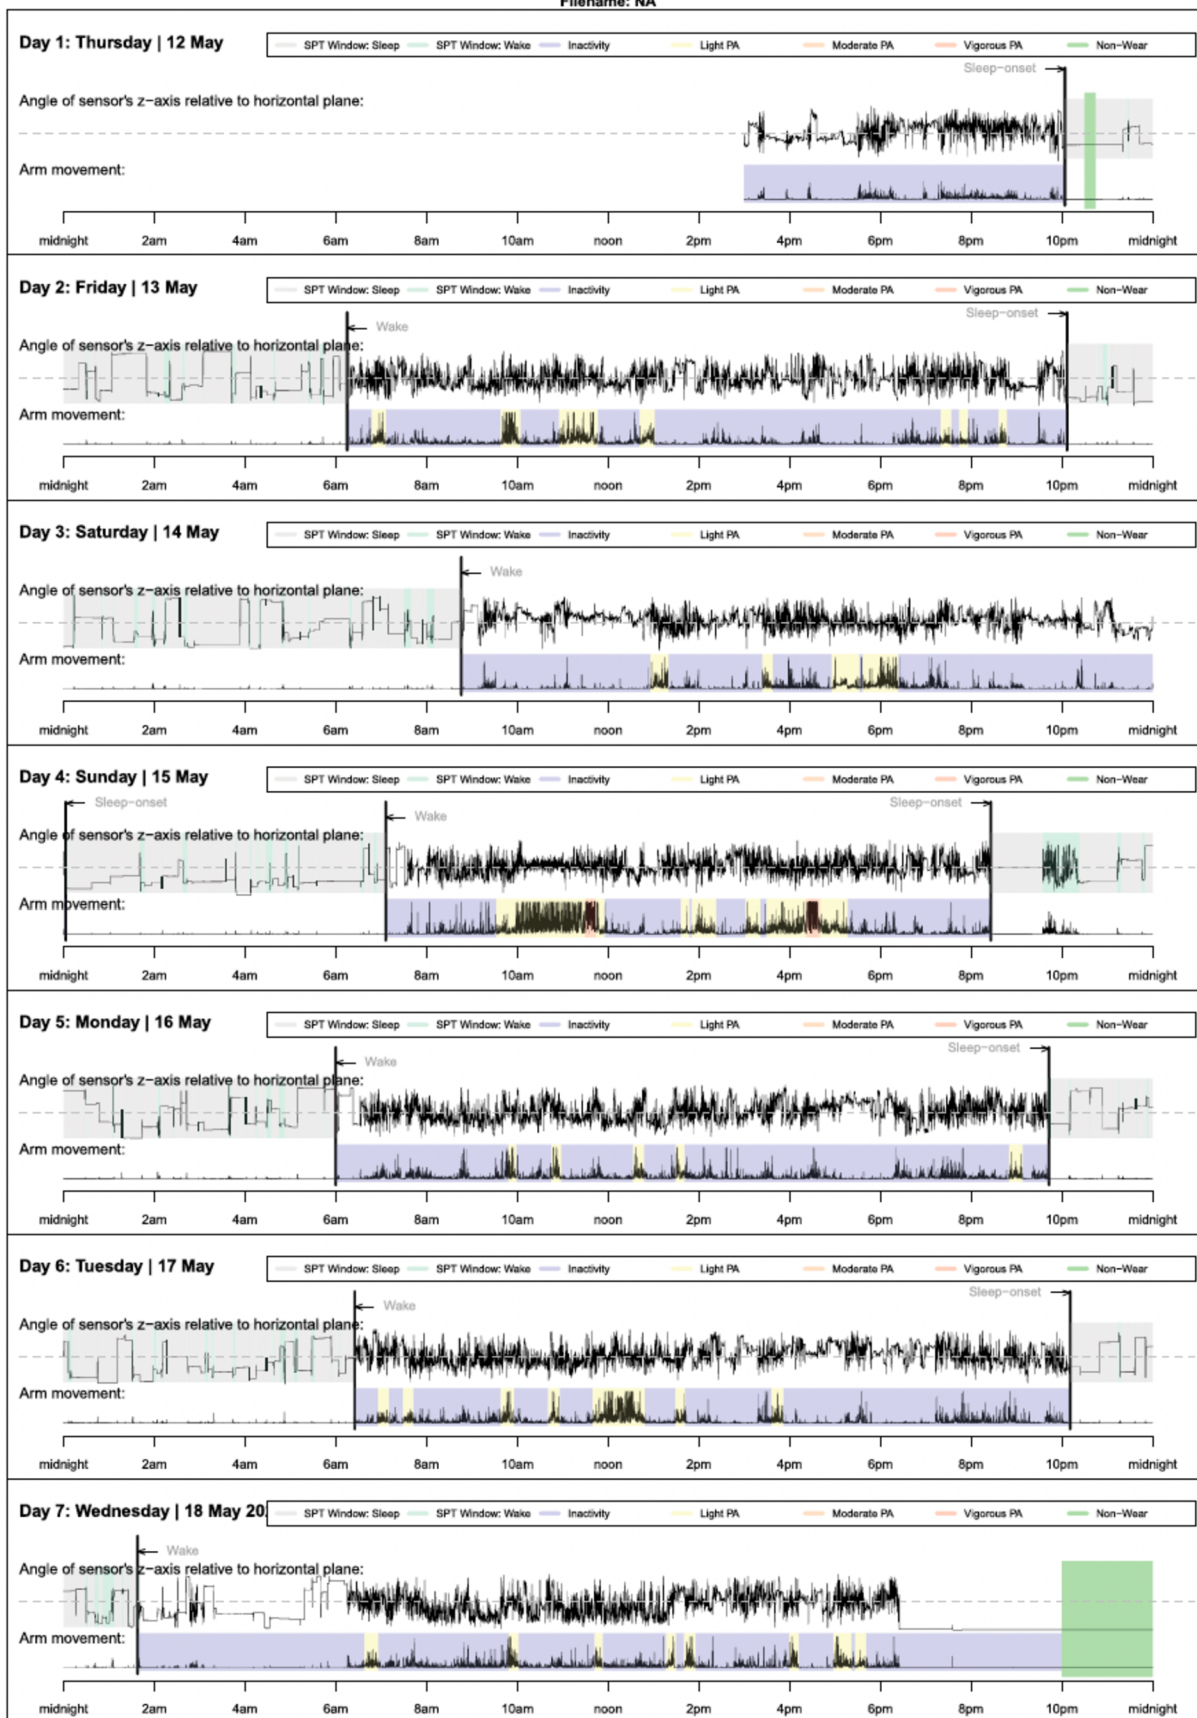 Filename: NA
Day 1: Thursday | 12 May
SPT Window: Sleep SPT Window: Wake Inactivity Light PA Moderate PA Vigorous PA Non-Wear
Sleep-onset
Angle of sensor's z-axis relative to horizontal plane:
Arm movement:
midnight 2am 4am 6am 8am 10am noon 2pm 4pm 6pm 8pm 10pm midnight
Day 2: Friday | 13 May
SPT Window: Sleep SPT Window: Wake Inactivity Light PA Moderate PA Vigorous PA Non-Wear
Sleep-onset
Wake
Angle of sensor's z-axis relative to horizontal plane:
Arm movement:
midnight 2am 4am 6am 8am 10am noon 2pm 4pm 6pm 8pm 10pm midnight
Day 3: Saturday | 14 May
SPT Window: Sleep SPT Window: Wake Inactivity Light PA Moderate PA Vigorous PA Non-Wear
Wake
Angle of sensor's z-axis relative to horizontal plane:
Arm movement:
midnight 2am 4am 6am 8am 10am noon 2pm 4pm 6pm 8pm 10pm midnight
Day 4: Sunday | 15 May
SPT Window: Sleep SPT Window: Wake Inactivity Light PA Moderate PA Vigorous PA Non-Wear
Sleep-onset Sleep-onset
Wake
Angle of sensor's z-axis relative to horizontal plane:
Arm movement:
midnight 2am 4am 6am 8am 10am noon 2pm 4pm 6pm 8pm 10pm midnight
Day 5: Monday | 16 May
SPT Window: Sleep SPT Window: Wake Inactivity Light PA Moderate PA Vigorous PA Non-Wear
Sleep-onset
Wake
Angle of sensor's z-axis relative to horizontal plane:
Arm movement:
midnight 2am 4am 6am 8am 10am noon 2pm 4pm 6pm 8pm 10pm midnight
Day 6: Tuesday | 17 May
SPT Window: Sleep SPT Window: Wake Inactivity Light PA Moderate PA Vigorous PA Non-Wear
Sleep-onset
Wake
Angle of sensor's z-axis relative to horizontal plane:
Arm movement:
midnight 2am 4am 6am 8am 10am noon 2pm 4pm 6pm 8pm 10pm midnight
Day 7: Wednesday | 18 May 20
SPT Window: Sleep SPT Window: Wake Inactivity Light PA Moderate PA Vigorous PA Non-Wear
Wake
Angle of sensor's z-axis relative to horizontal plane:
Arm movement:
midnight 2am 4am 6am 8am 10am noon 2pm 4pm 6pm 8pm 10pm midnight